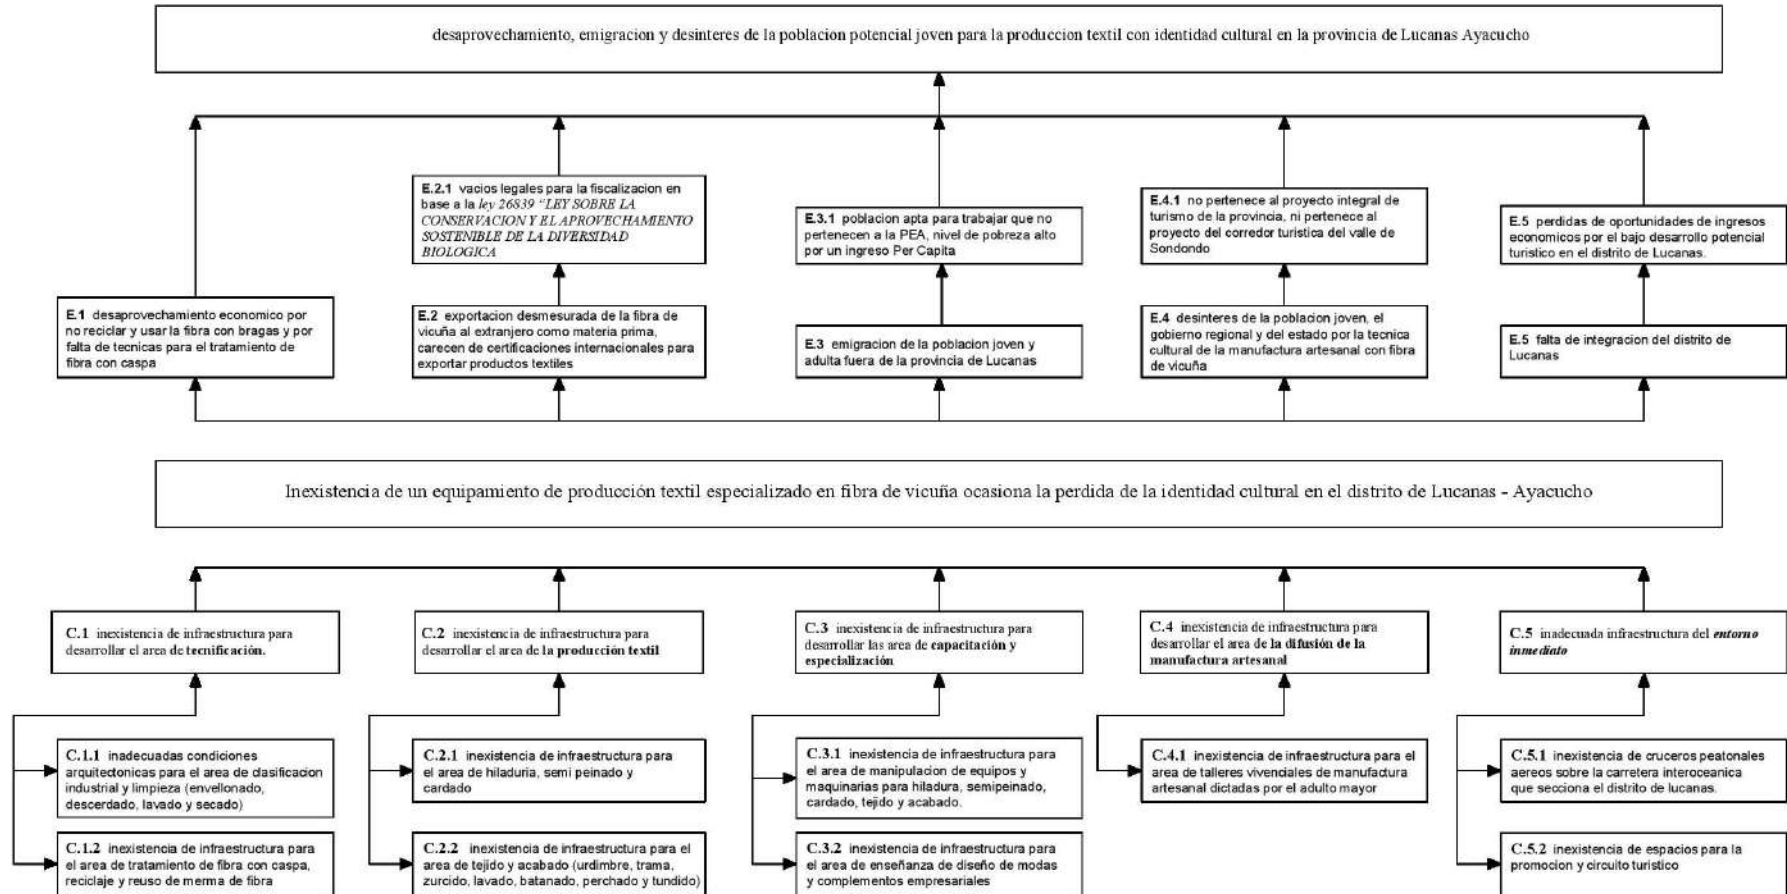 desaprovechamiento, emigracion y desinteres de la poblacion potencial joven para la produccion textil con identidad cultural en la provincia de Lucanas Ayacucho
E.2.1 vacios legales para la fiscalizacion en
base a la ley 26839 "LEY SOBRE LA
CONSERVACION Y EL APROVECHAMIENTO
SOSTENIBLE DE LA DIVERSIDAD
BIOLOGICA
E.3.1 poblacion apta para trabajar que no
pertenecen a la PEA, nivel de pobreza alto
por un ingreso Per Capita
E.4.1 no pertenece al proyecto integral de
turismo de la provincia, ni pertenece al
proyecto del corredor turistica del valle de
Sondondo
E.5 perdidas de oportunidades de ingresos
economicos por el bajo desarrollo potencial
turistico en el distrito de Lucanas.
E.1 desaprovechamiento economico por
no reciclar y usar la fibra con bragas y por
falta de tecnicas para el tratamiento de
fibra con caspa
E.2 exportacion desmesurada de la fibra de
vicuña al extranjero como materia prima,
carecen de certificaciones internacionales para
exportar productos textiles
E.3 emigracion de la poblacion joven y
adulta fuera de la provincia de Lucanas
E.4 desinteres de la poblacion joven, el
gobierno regional y del estado por la tecnica
cultural de la manufactura artesanal con fibra
de vicuña
E.5 falta de integracion del distrito de
Lucanas
Inexistencia de un equipamiento de producción textil especializado en fibra de vicuña ocasiona la perdida de la identidad cultural en el distrito de Lucanas - Ayacucho
C.1 inexistencia de infraestructura para
desarrollar el area de tecnificación.
C.2 inexistencia de infraestructura para
desarrollar el area de la producción textil
C.3 inexistencia de infraestructura para
desarrollar las area de capacitación y
especialización
C.4 inexistencia de infraestructura para
desarrollar el area de la difusión de la
manufactura artesanal
C.5 inadecuada infraestructura del entorno
inmediato
C.1.1 inadecuadas condiciones
arquitectonicas para el area de clasificacion
industrial y limpieza (envellonado,
descerdado, lavado y secado)
C.2.1 inexistencia de infraestructura para
el area de hiladuria, semi peinado y
cardado
C.3.1 inexistencia de infraestructura para
el area de manipulacion de equipos y
maquinarias para hiladura, semipeinado,
cardado, tejido y acabado.
C.4.1 inexistencia de infraestructura para el
area de talleres vivenciales de manufactura
artesanal dictadas por el adulto mayor
C.5.1 inexistencia de cruceros peatonales
aereos sobre la carretera interoceanica
que secciona el distrito de lucanas.
C.1.2 inexistencia de infraestructura para
el area de tratamiento de fibra con caspa,
reciclaje y reuso de merma de fibra
C.2.2 inexistencia de infraestructura para el
area de tejido y acabado (urdimbre, trama,
zurcido, lavado, batanado, perchado y tundido)
C.3.2 inexistencia de infraestructura para
el area de enseñanza de diseño de modas
y complementos empresariales
C.5.2 inexistencia de espacios para la
promocion y circuito turistico